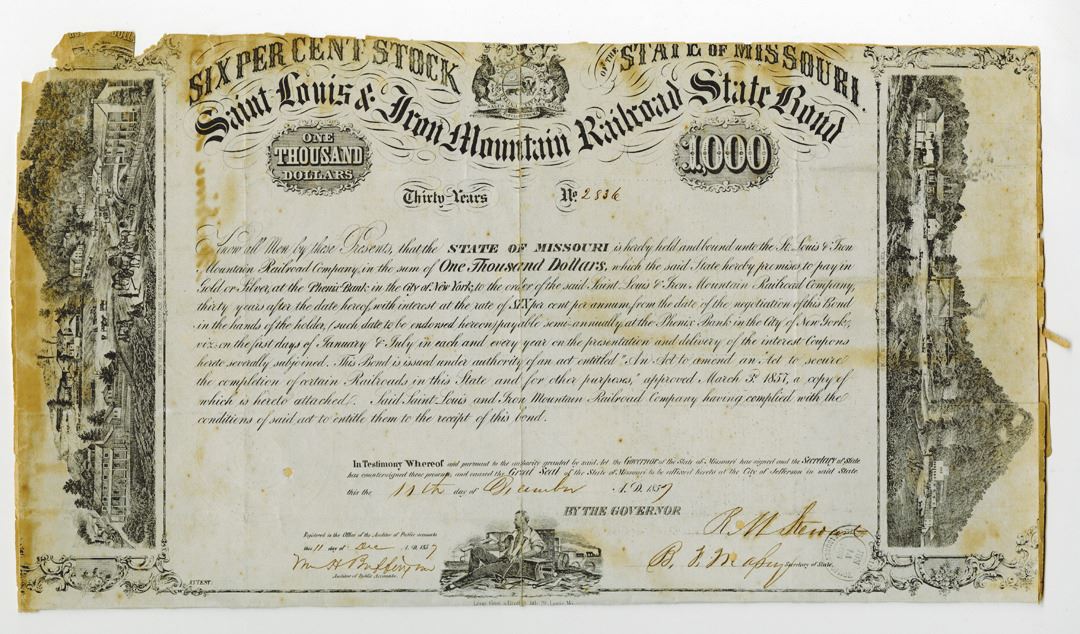 SIX PER CENT STOCK OF THE STATE OF MISSOURI.
Saint Louis & Iron Mountain Railroad State Bond
ONE THOUSAND DOLLARS
1,000
Thirty-Years No. 2836
Know all Men by these Presents, that the STATE OF MISSOURI is hereby held and bound unto the St. Louis & Iron
Mountain Railroad Company, in the sum of One Thousand Dollars, which the said State hereby promises to pay in
Gold or Silver, at the Phenix Bank in the City of New York, to the order of the said Saint Louis & Iron Mountain Railroad Company,
thirty years after the date hereof, with interest at the rate of SIX per cent per annum, from the date of the negotiation of this Bond
in the hands of the holder, (such date to be endorsed hereon) payable semi-annually, at the Phenix Bank in the City of New York,
viz: on the first days of January & July in each and every year on the presentation and delivery of the interest Coupons
hereto severally subjoined. This Bond is issued under authority of an act entitled "An Act to amend an Act to secure
the completion of certain Railroads in this State and for other purposes," approved March 3d. 1857, a copy of
which is hereto attached. Said Saint Louis and Iron Mountain Railroad Company having complied with the
conditions of said act to entitle them to the receipt of this bond.
In Testimony Whereof and pursuant to the authority granted by said Act the Governor of the State of Missouri has signed and the Secretary of State
has countersigned these presents, and caused the Great Seal of the State of Missouri to be affixed hereto at the City of Jefferson in said State
this the 11th day of December A.D. 1857
BY THE GOVERNOR
R. M. Stewart
Registered in the Office of the Auditor of Public accounts
this 11 day of Dec A.D. 1857
Wm H Buffington
Auditor of Public Accounts.
B. F. Massey Secretary of State.
ATTEST.